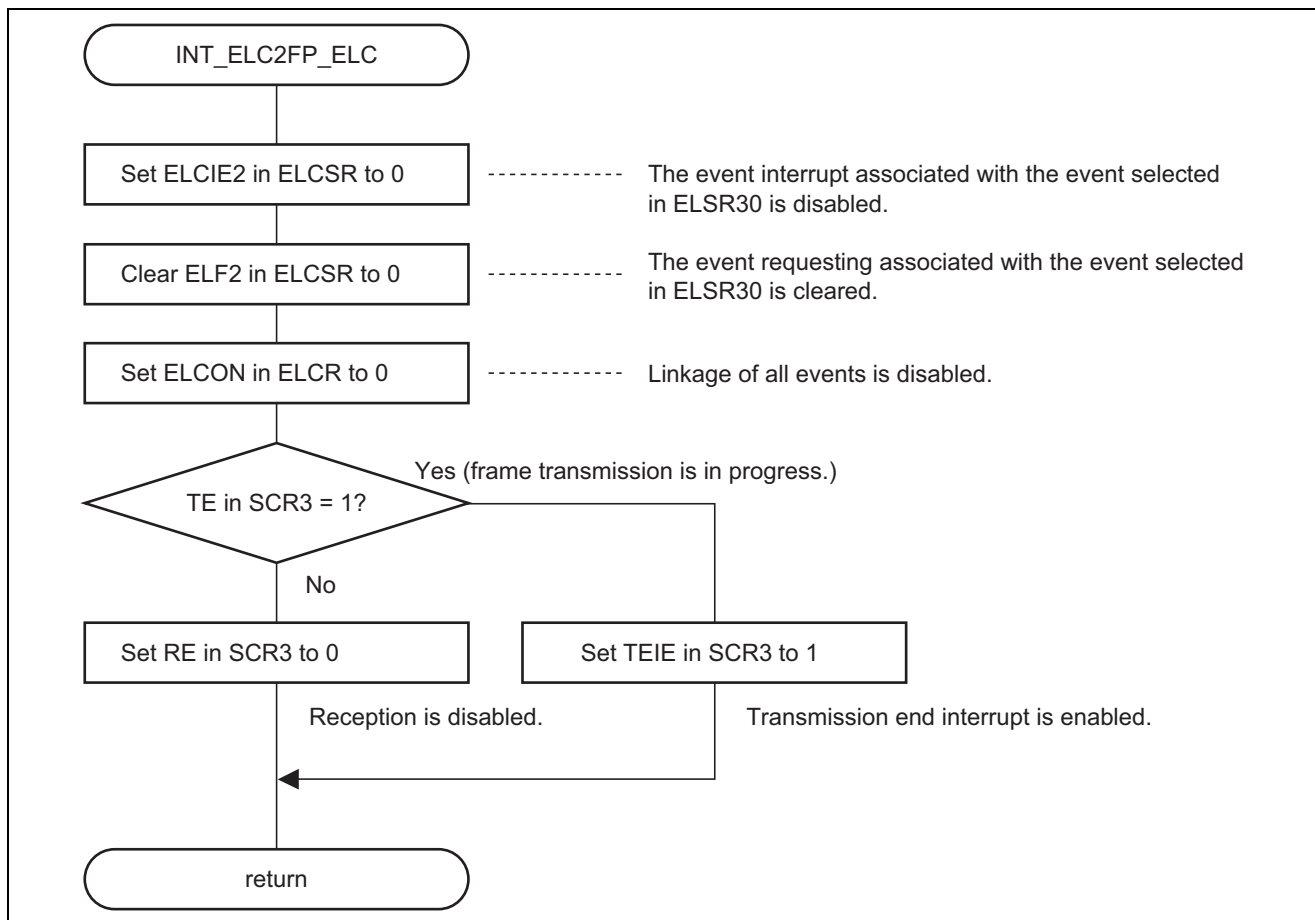 INT_ELC2FP_ELC
Set ELCIE2 in ELCSR to 0
The event interrupt associated with the event selected
in ELSR30 is disabled.
Clear ELF2 in ELCSR to 0
The event requesting associated with the event selected
in ELSR30 is cleared.
Set ELCON in ELCR to 0
Linkage of all events is disabled.
Yes (frame transmission is in progress.)
TE in SCR3 = 1?
No
Set RE in SCR3 to 0
Set TEIE in SCR3 to 1
Reception is disabled.
Transmission end interrupt is enabled.
return